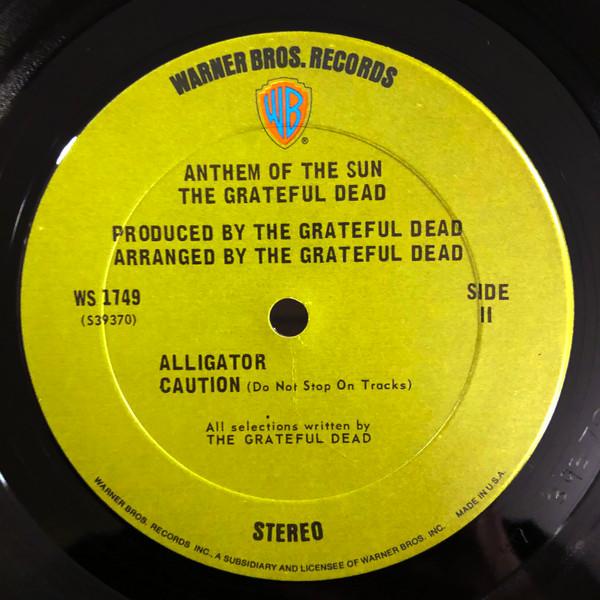 WARNER BROS. RECORDS
WB
®
ANTHEM OF THE SUN
THE GRATEFUL DEAD
PRODUCED BY THE GRATEFUL DEAD
ARRANGED BY THE GRATEFUL DEAD
WS 1749
(S39370)
SIDE
II
ALLIGATOR
CAUTION (Do Not Stop On Tracks)
All selections written by
THE GRATEFUL DEAD
STEREO
WARNER BROS. RECORDS INC., A SUBSIDIARY AND LICENSEE OF WARNER BROS. INC. MADE IN U.S.A.